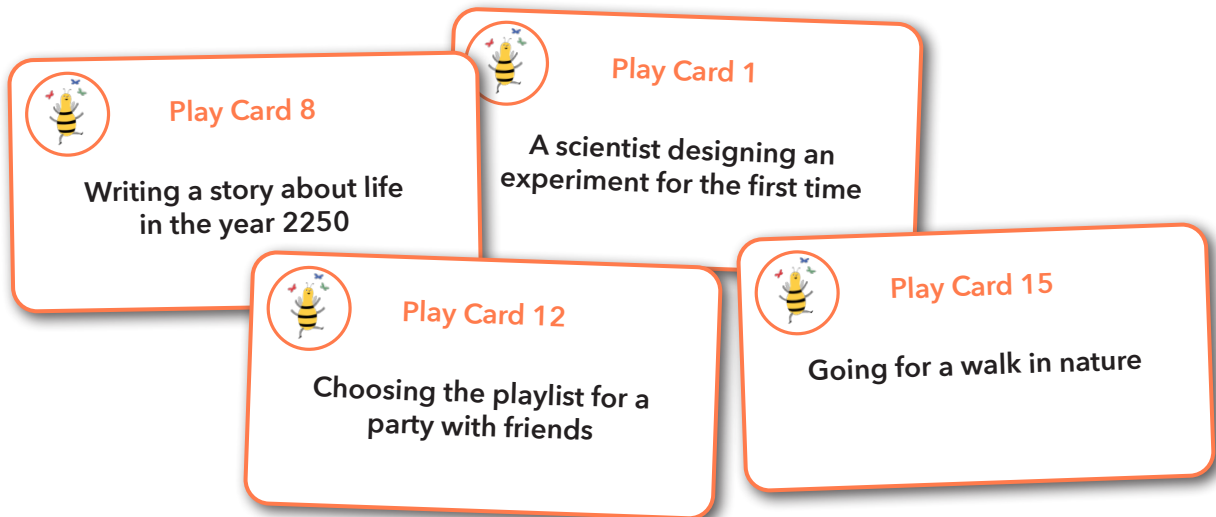 Play Card 8
Writing a story about life
in the year 2250
Play Card 1
A scientist designing an
experiment for the first time
Play Card 12
Choosing the playlist for a
party with friends
Play Card 15
Going for a walk in nature